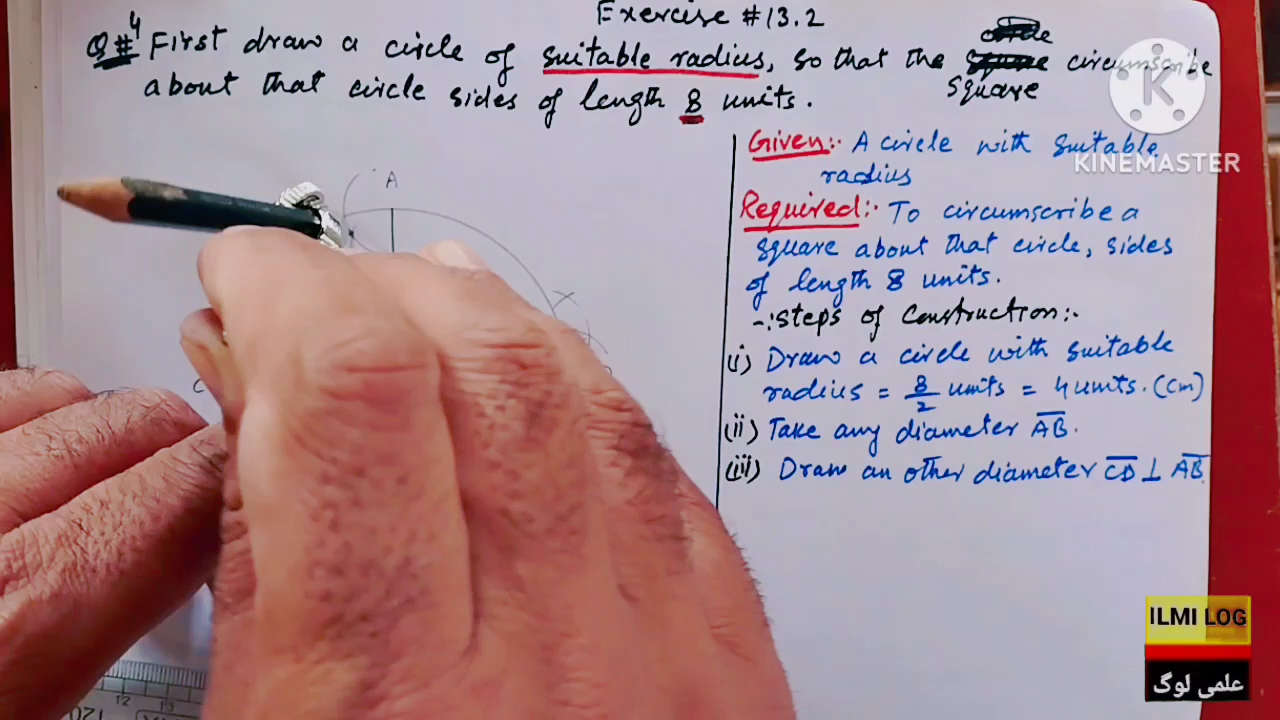 Exercise #13.2
Q#4 First draw a circle of suitable radius, so that the square circumscribe
about that circle sides of length 8 units.
A
C
Given:- A circle with suitable
radius
Required:- To circumscribe a
square about that circle, sides
of length 8 units.
-:Steps of Construction:-
(i) Draw a circle with suitable
radius = 8/2 units = 4 units. (cm)
(ii) Take any diameter AB.
(iii) Draw an other diameter CD ⊥ AB.
KINEMASTER
ILMI LOG
علمی لوگ
12 13